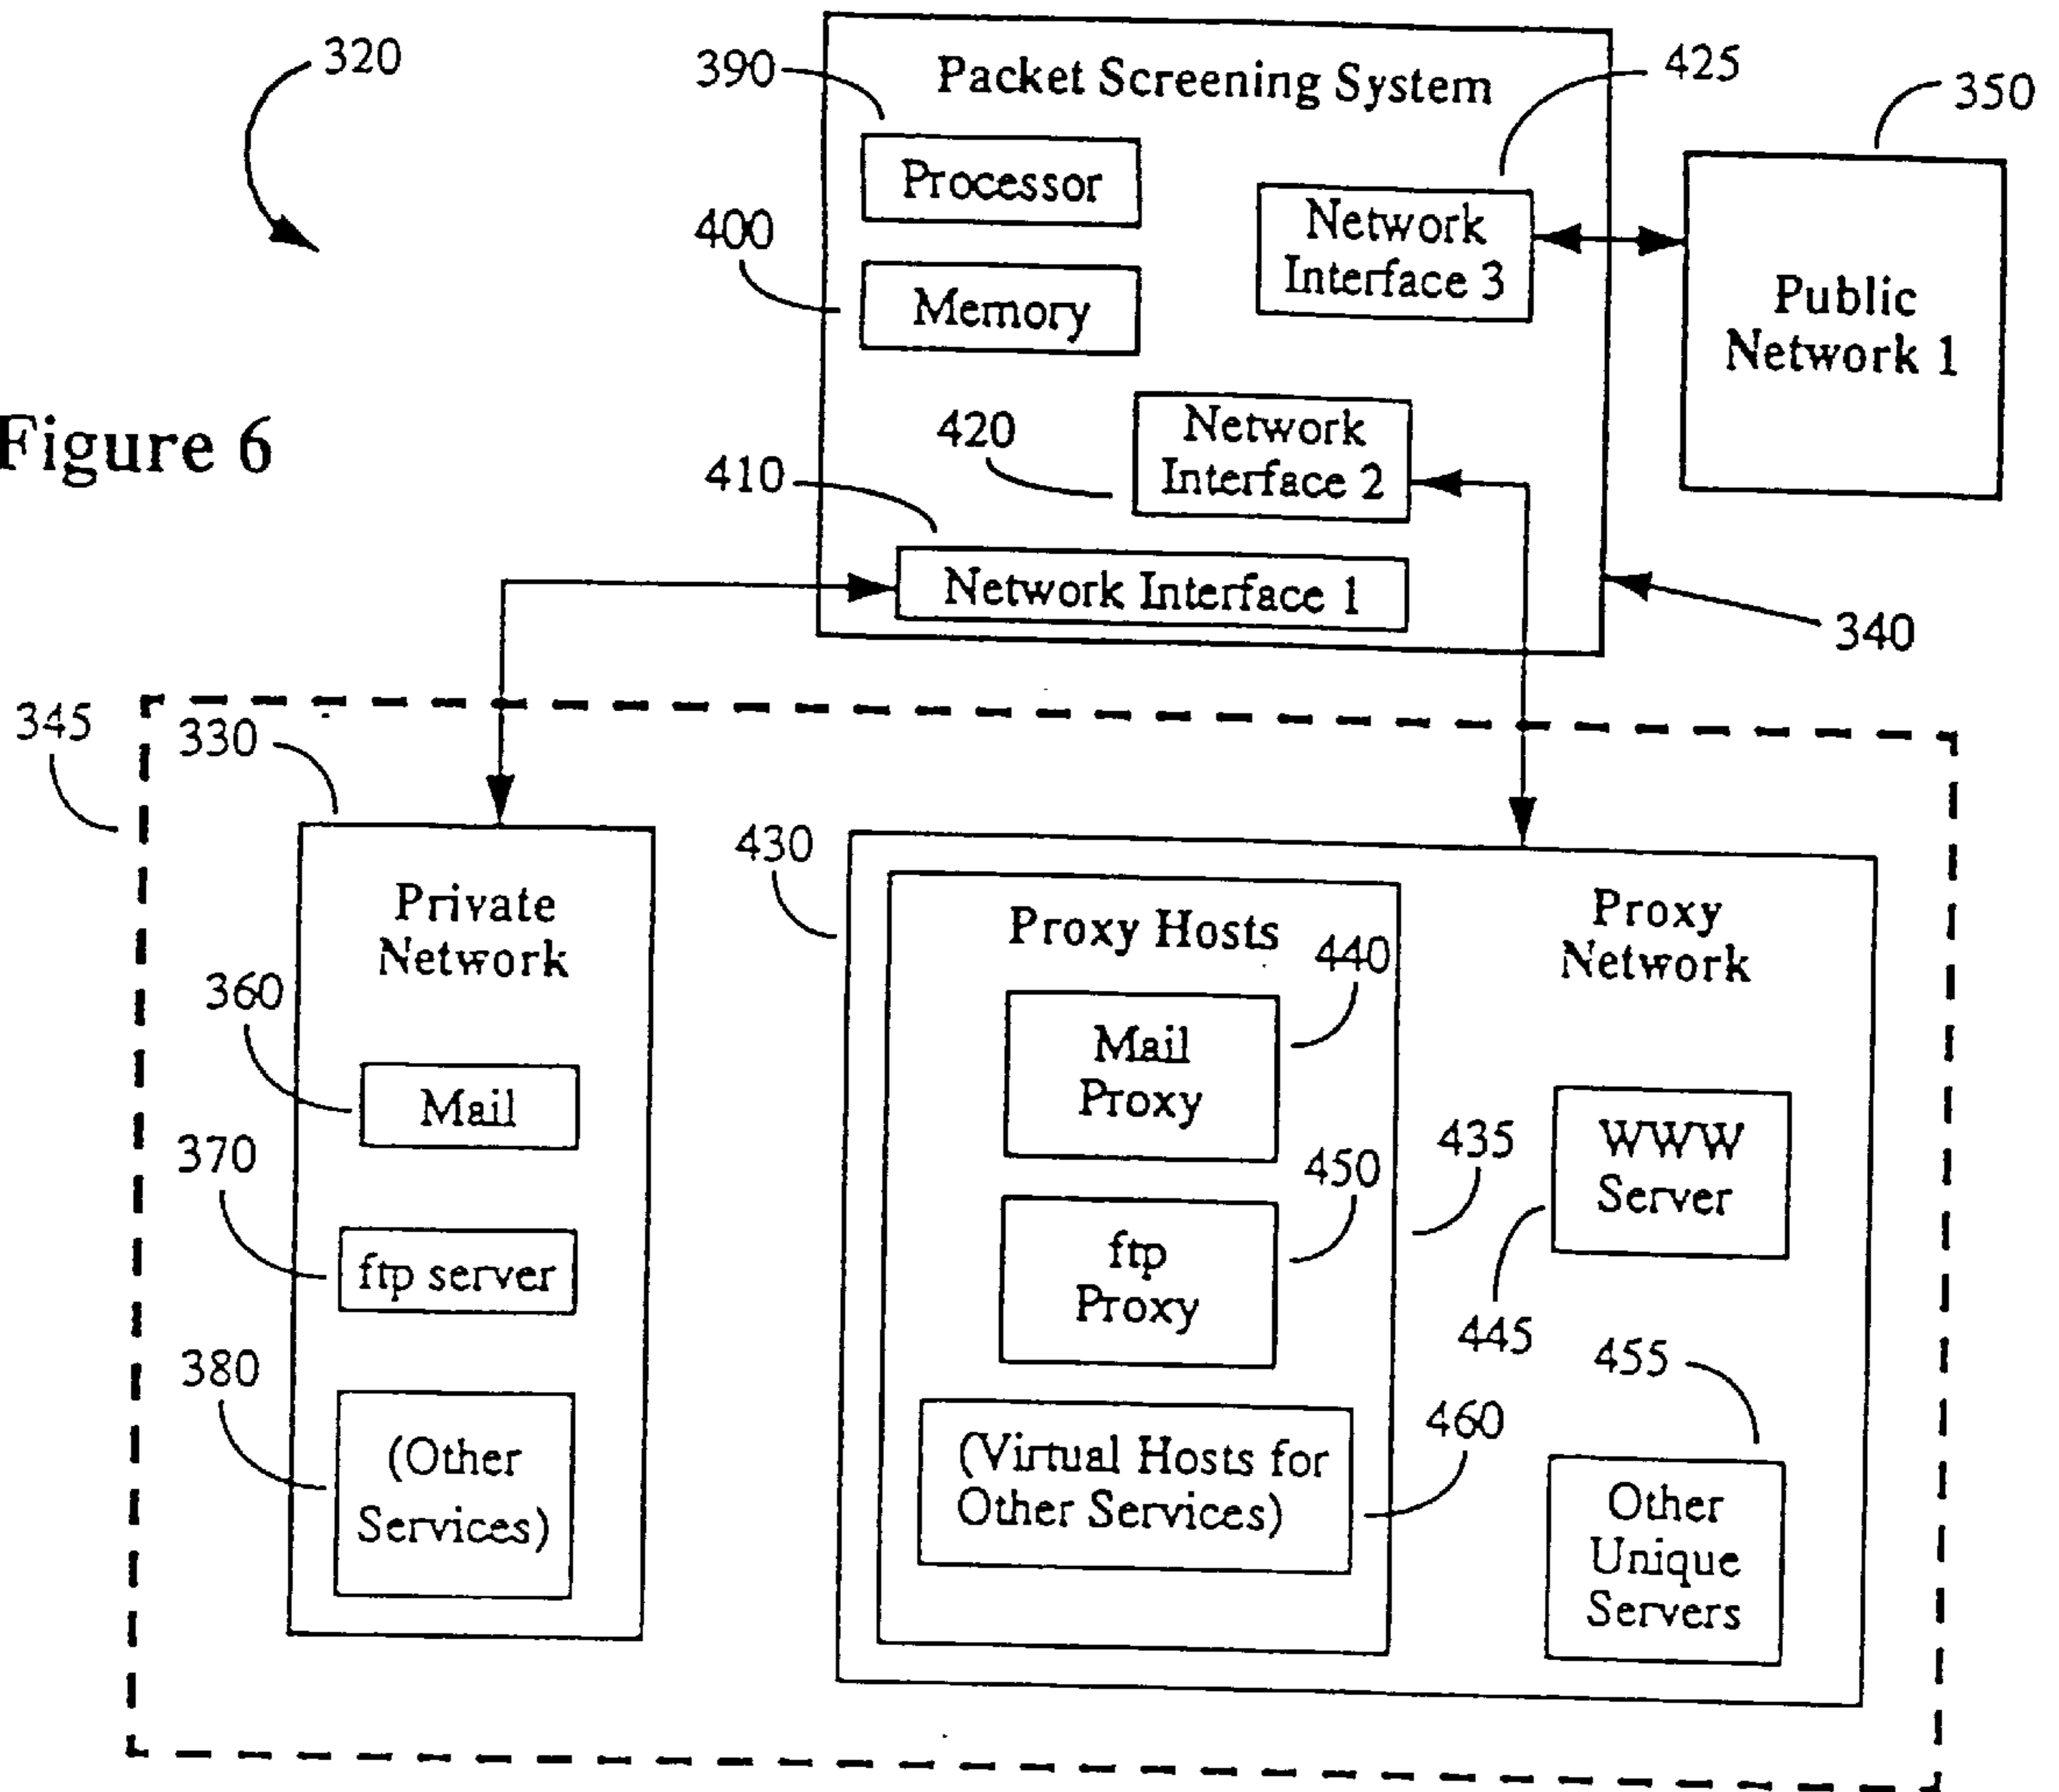 320
390
Packet Screening System
425
350
Processor
Network
Interface 3
400
Memory
Public
Network 1
Figure 6
420
Network
Interface 2
410
Network Interface 1
340
345
330
430
Private
Network
Proxy Hosts
Proxy
Network
440
360
Mail
Mail
Proxy
435
WWW
Server
370
450
ftp server
ftp
Proxy
445
455
380
460
(Other
Services)
(Virtual Hosts for
Other Services)
Other
Unique
Servers